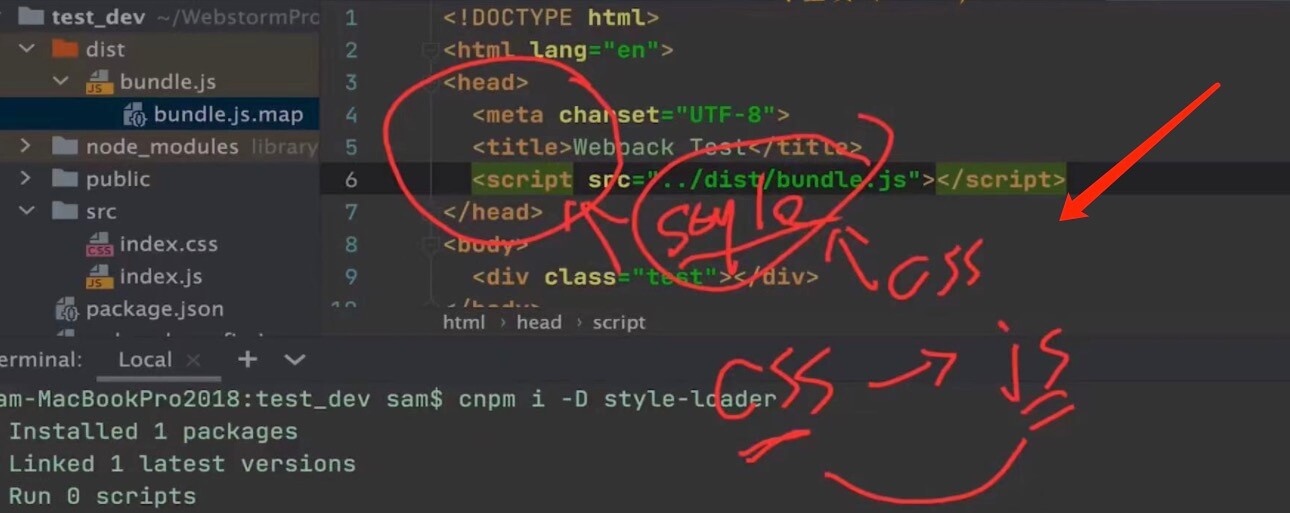 test_dev ~/WebstormPro
dist
bundle.js
bundle.js.map
node_modules library
public
src
index.css
index.js
package.json
1 <!DOCTYPE html>
2 <html lang="en">
3 <head>
4 <meta charset="UTF-8">
5 <title>Webpack Test</title>
6 <script src="../dist/bundle.js"></script>
7 </head>
8 <body>
9 <div class="test"></div>
10 </body>
style
css
css → js
html › head › script
erminal: Local × +
am-MacBookPro2018:test_dev sam$ cnpm i -D style-loader
Installed 1 packages
Linked 1 latest versions
Run 0 scripts